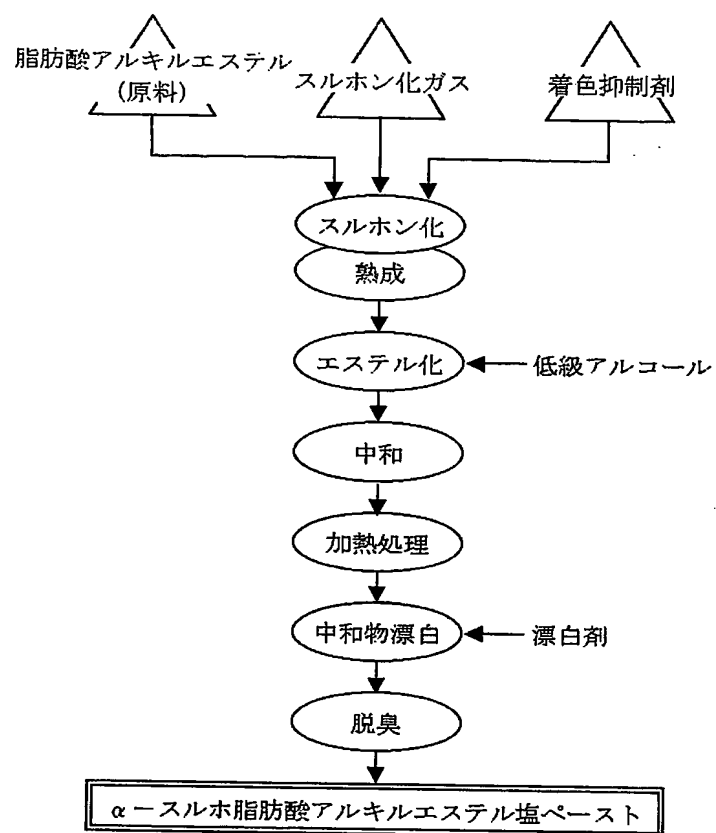 脂肪酸アルキルエステル
(原料)
スルホン化ガス
着色抑制剤
スルホン化
熟成
エステル化
低級アルコール
中和
加熱処理
中和物漂白
漂白剤
脱臭
α－スルホ脂肪酸アルキルエステル塩ペースト